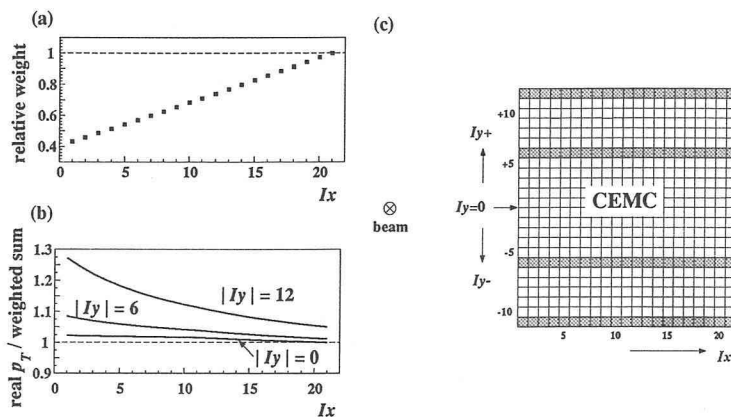 (a)
relative weight
1
0.8
0.6
0.4
0 5 10 15 20
Ix
(b)
real pT / weighted sum
1.3
1.2
1.1
1.0
0.9
|Iy| = 12
|Iy| = 6
|Iy| = 0
0 5 10 15 20
Ix
(c)
beam
+10
Iy+
+5
Iy=0
CEMC
-5
Iy-
-10
5 10 15 20
Ix